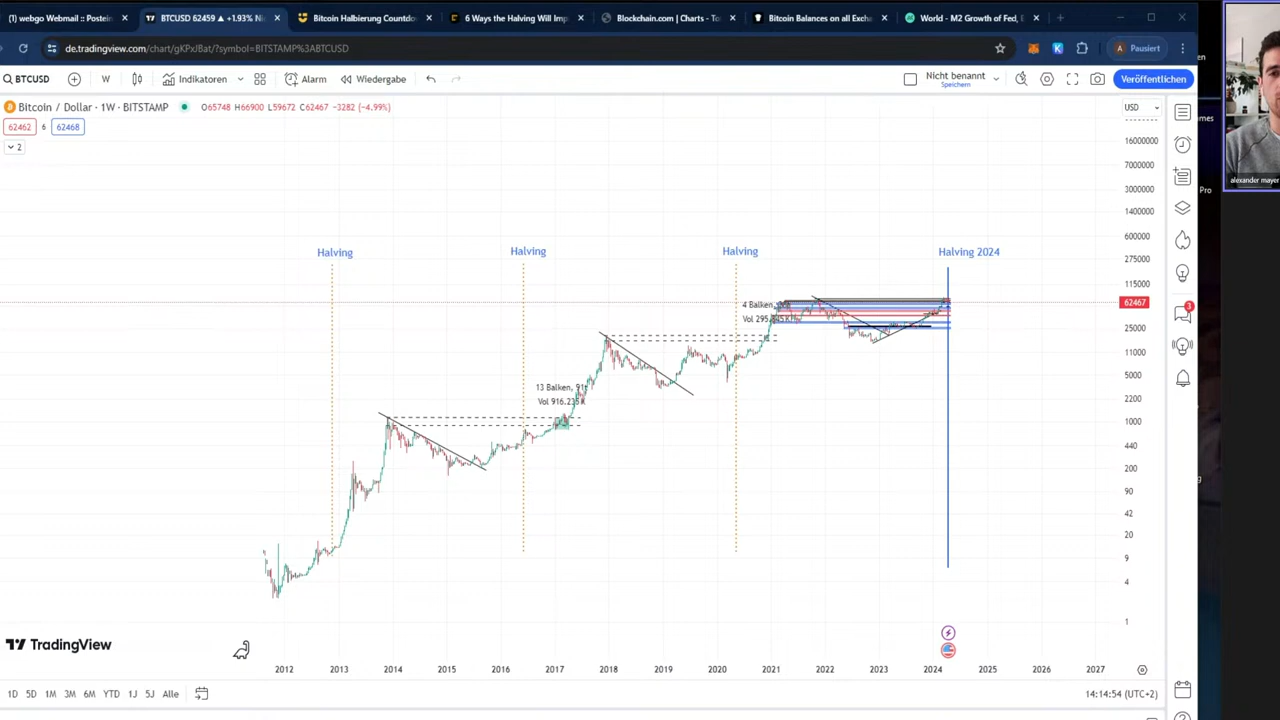 (1) webgo Webmail :: Postein
BTCUSD 62459 ▲ +1.93% Ni
Bitcoin Halbierung Countdo
6 Ways the Halving Will Imp
Blockchain.com | Charts - To
Bitcoin Balances on all Exch
World - M2 Growth of Fed, E
de.tradingview.com/chart/gKPxJBat/?symbol=BITSTAMP%3ABTCUSD
A Pausiert
BTCUSD
W
Indikatoren
Alarm
Wiedergabe
Nicht benannt
Speichern
Veröffentlichen
Bitcoin / Dollar · 1W · BITSTAMP
O65748 H66900 L59672 C62467 −3282 (−4.99%)
USD
62462 6 62468
2
16000000
7000000
3000000
1400000
600000
275000
115000
62467
25000
11000
5000
2200
1000
440
200
90
42
20
9
4
1
Halving
Halving
Halving
Halving 2024
4 Balken,
13 Balken, 91t
3
Pro
alexander mayer
TradingView
2012 2013 2014 2015 2016 2017 2018 2019 2020 2021 2022 2023 2024 2025 2026 2027
1D 5D 1M 3M 6M YTD 1J 5J Alle
14:14:54 (UTC+2)